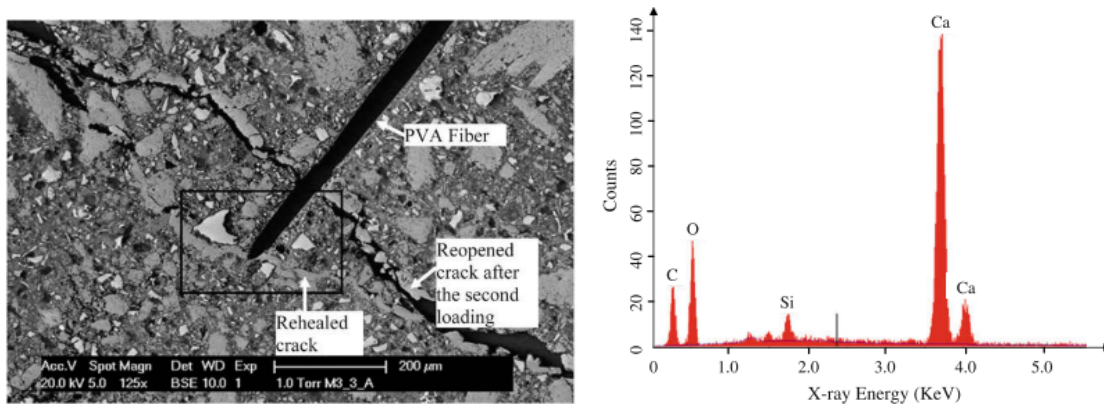 PVA Fiber
Reopened
crack after
the second
loading
Rehealed
crack
Acc.V Spot Magn Det WD Exp 200 μm
20.0 kV 5.0 125x BSE 10.0 1 1.0 Torr M3_3_A
140
120
100
80
60
40
20
0
Counts
C
O
Si
Ca
Ca
0 1.0 2.0 3.0 4.0 5.0
X-ray Energy (KeV)